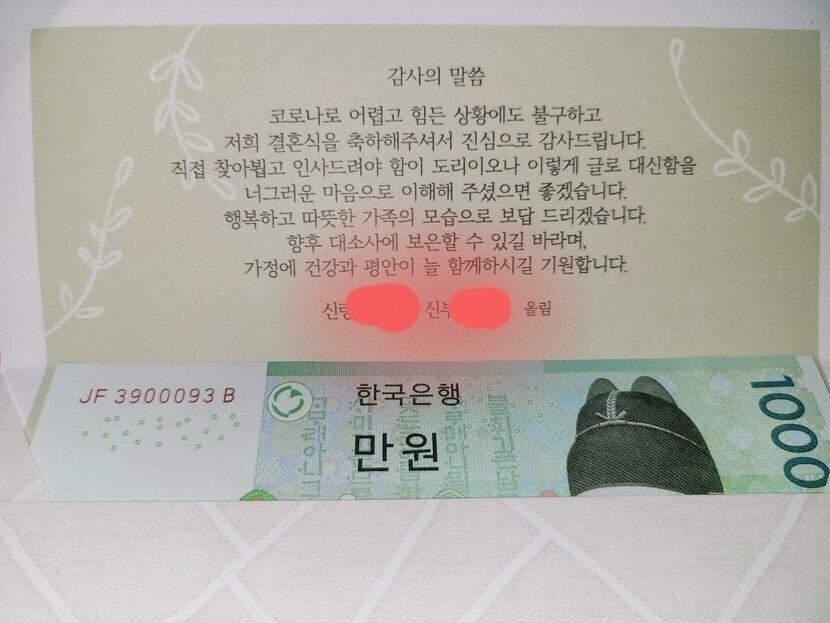 감사의 말씀
코로나로 어렵고 힘든 상황에도 불구하고
저희 결혼식을 축하해주셔서 진심으로 감사드립니다.
직접 찾아뵙고 인사드려야 함이 도리이오나 이렇게 글로 대신함을
너그러운 마음으로 이해해 주셨으면 좋겠습니다.
행복하고 따뜻한 가족의 모습으로 보답 드리겠습니다.
향후 대소사에 보은할 수 있길 바라며,
가정에 건강과 평안이 늘 함께하시길 기원합니다.
신랑 신부 올림
JF 3900093 B
한국은행
만원
1000